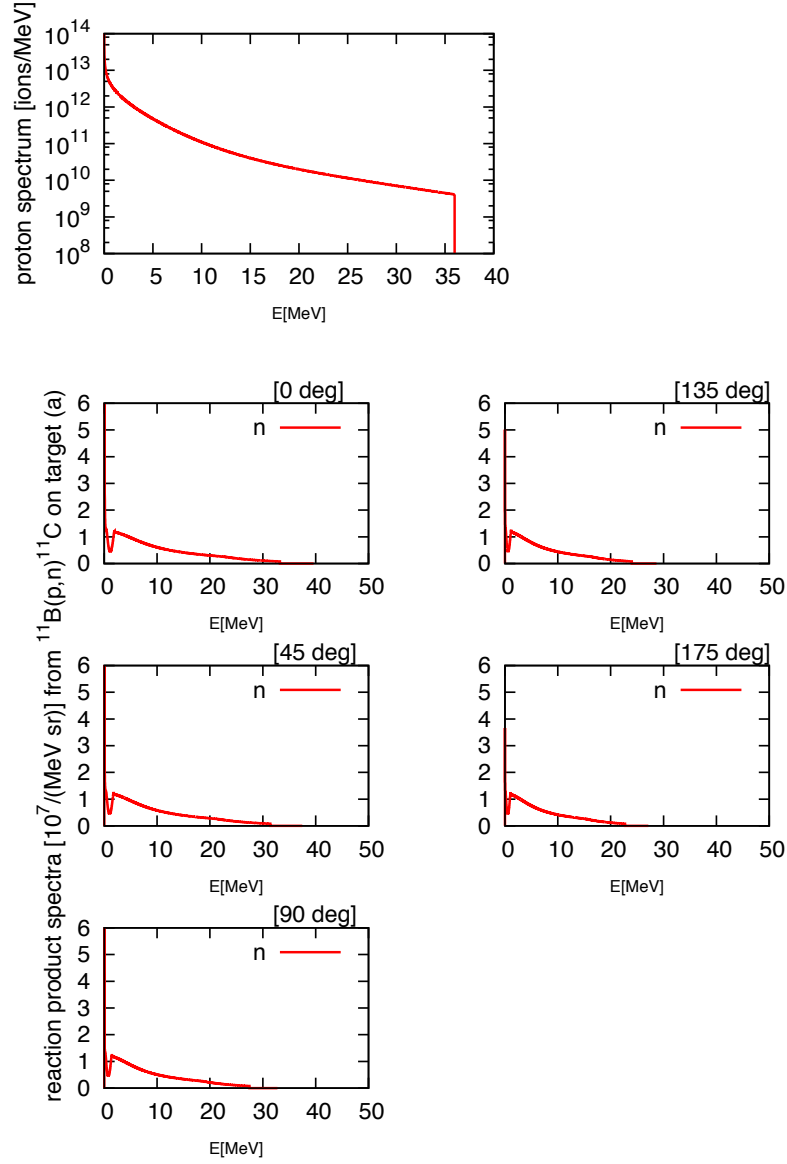 proton spectrum [ions/MeV]
10^14
10^13
10^12
10^11
10^10
10^9
10^8
0 5 10 15 20 25 30 35 40
E[MeV]
reaction product spectra [10^7/(MeV sr)] from ^11B(p,n)^11C on target (a)
[0 deg]
n
6
5
4
3
2
1
0
0 10 20 30 40 50
E[MeV]
[135 deg]
n
6
5
4
3
2
1
0
0 10 20 30 40 50
E[MeV]
[45 deg]
n
6
5
4
3
2
1
0
0 10 20 30 40 50
E[MeV]
[175 deg]
n
6
5
4
3
2
1
0
0 10 20 30 40 50
E[MeV]
[90 deg]
n
6
5
4
3
2
1
0
0 10 20 30 40 50
E[MeV]